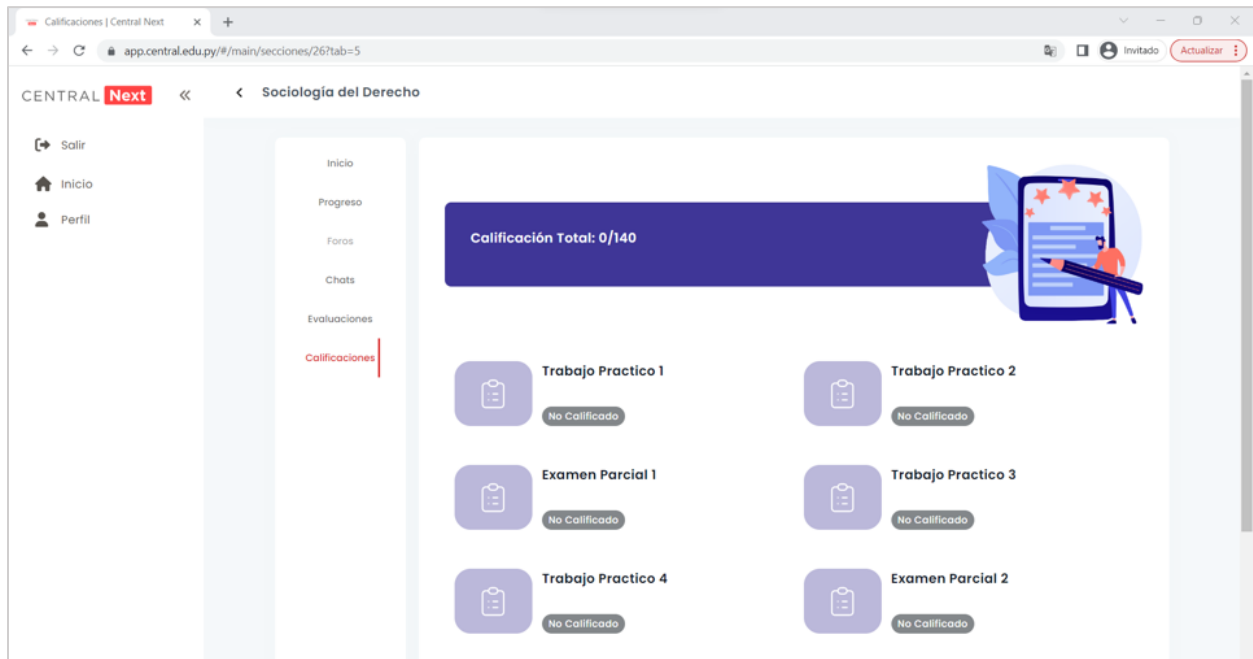 Calificaciones | Central Next
app.central.edu.py/#/main/secciones/26?tab=5
Invitado
Actualizar
CENTRAL Next
Sociología del Derecho
Salir
Inicio
Perfil
Inicio
Progreso
Foros
Chats
Evaluaciones
Calificaciones
Calificación Total: 0/140
Trabajo Practico 1
No Calificado
Trabajo Practico 2
No Calificado
Examen Parcial 1
No Calificado
Trabajo Practico 3
No Calificado
Trabajo Practico 4
No Calificado
Examen Parcial 2
No Calificado